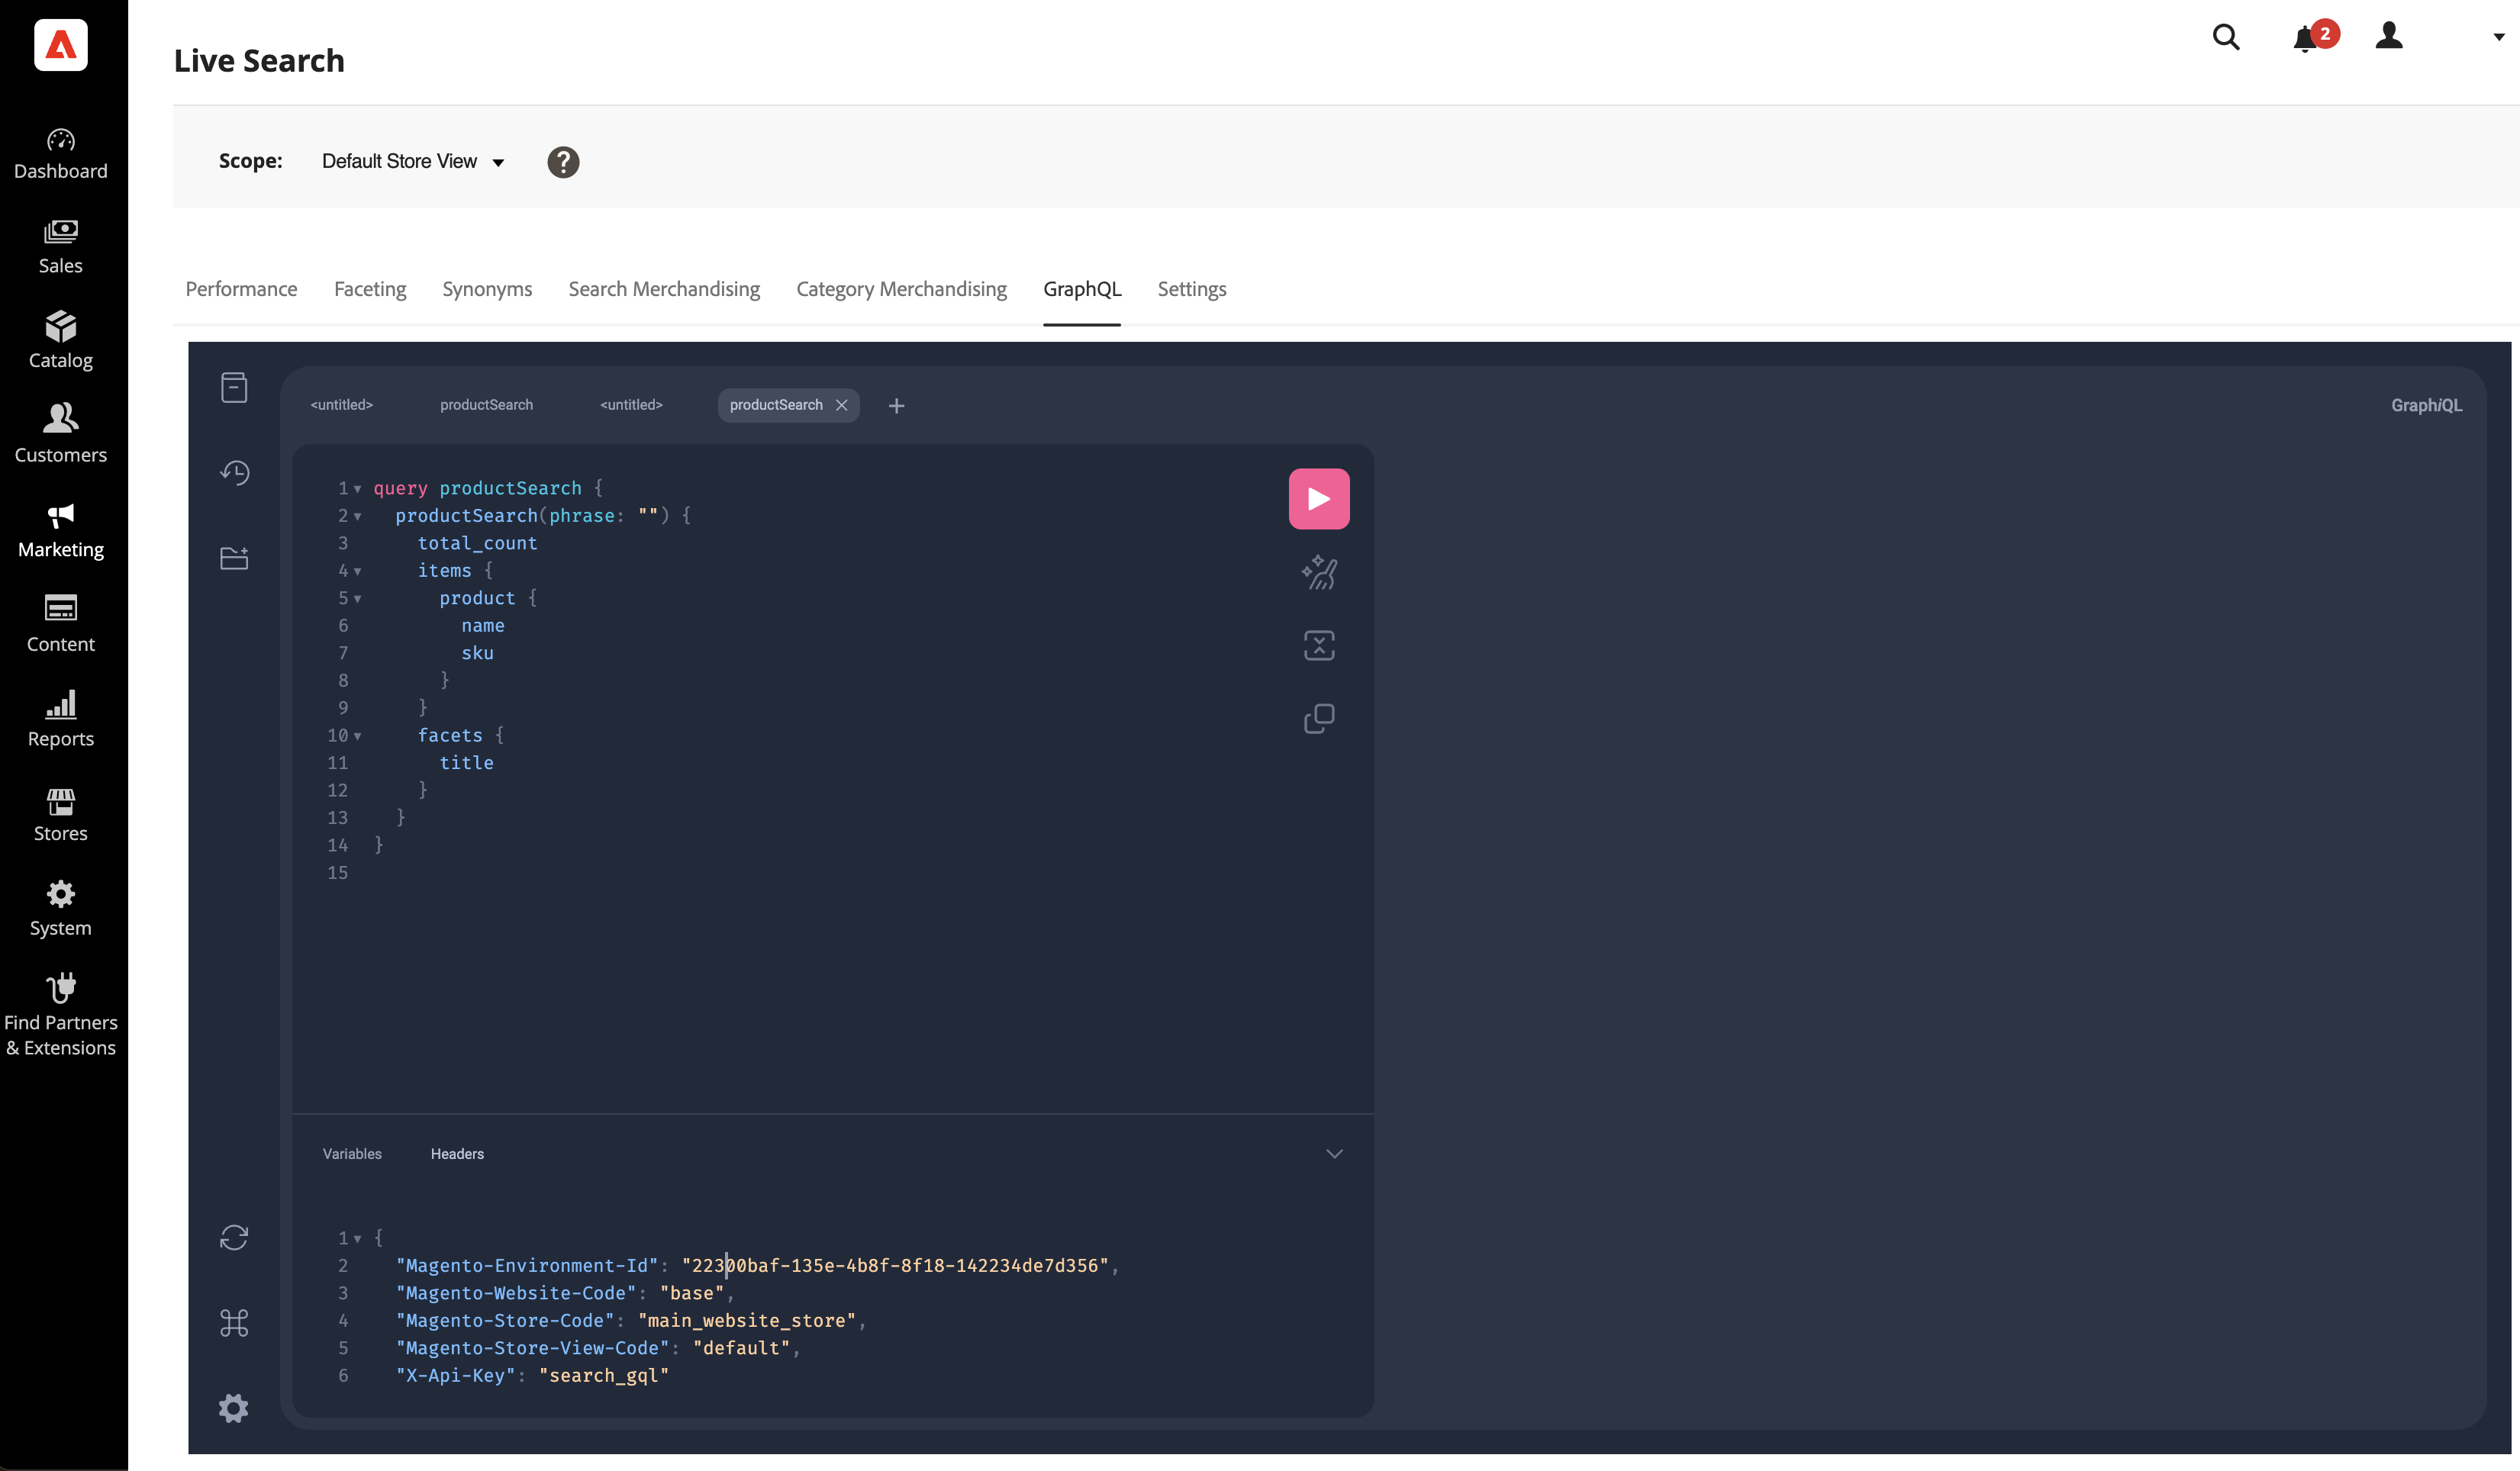 Live Search
2
Scope: Default Store View ?
Dashboard
Sales
Catalog
Customers
Marketing
Content
Reports
Stores
System
Find Partners
& Extensions
Performance Faceting Synonyms Search Merchandising Category Merchandising GraphQL Settings
<untitled> productSearch <untitled> productSearch GraphiQL
1 query productSearch {
2 productSearch(phrase: "") {
3 total_count
4 items {
5 product {
6 name
7 sku
8 }
9 }
10 facets {
11 title
12 }
13 }
14 }
15
Variables Headers
1 {
2 "Magento-Environment-Id": "22300baf-135e-4b8f-8f18-142234de7d356",
3 "Magento-Website-Code": "base",
4 "Magento-Store-Code": "main_website_store",
5 "Magento-Store-View-Code": "default",
6 "X-Api-Key": "search_gql"